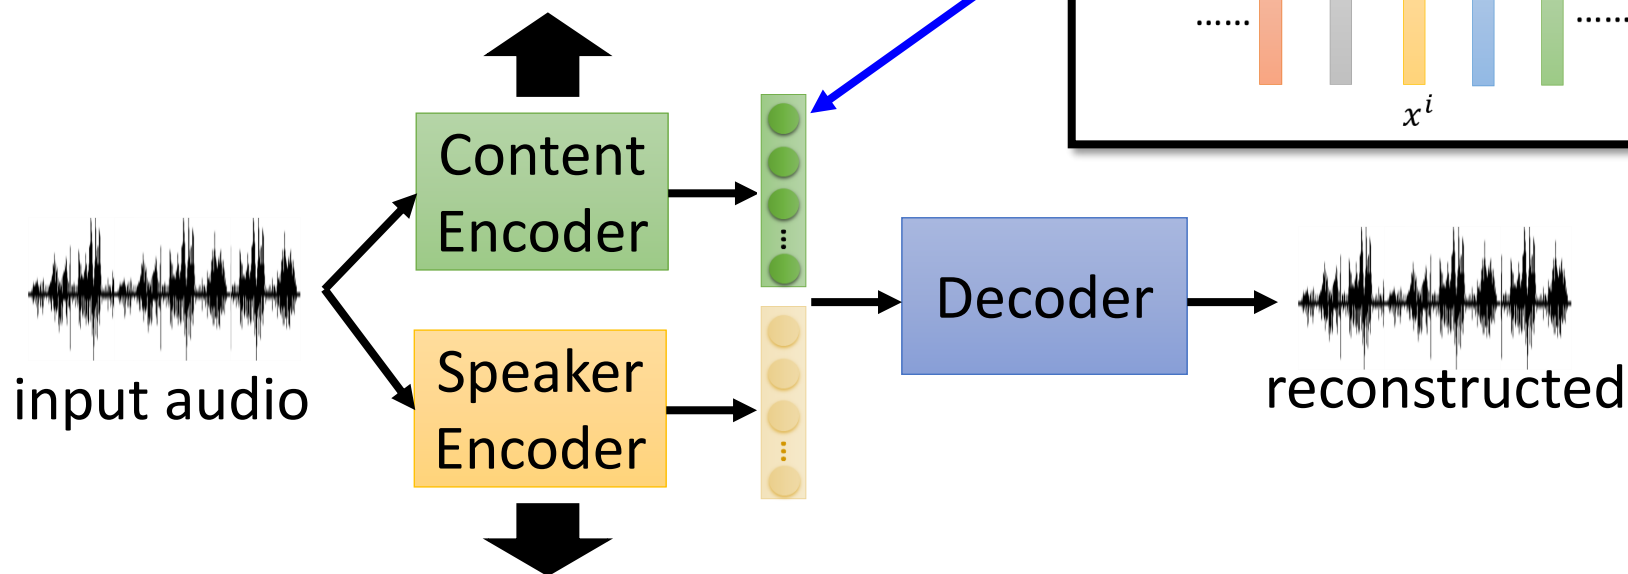 ...... ......
x^i
Content
Encoder
Speaker
Encoder
Decoder
input audio
reconstructed